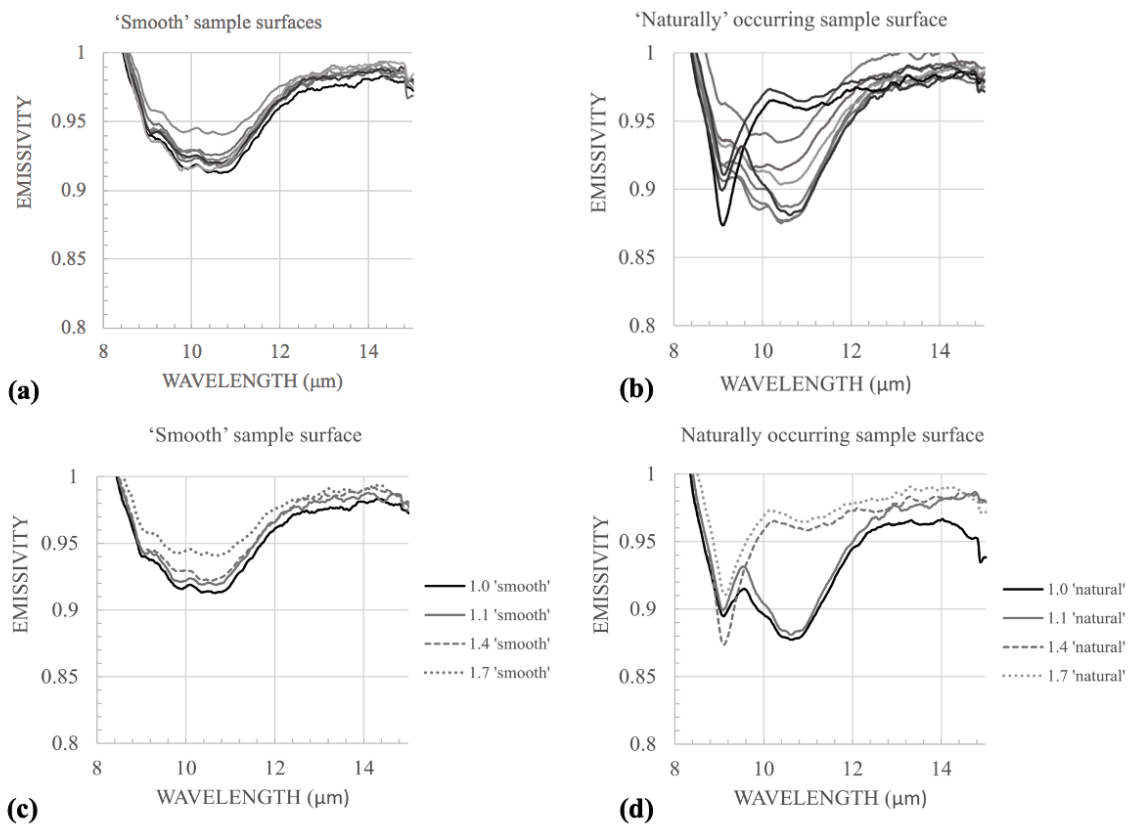 ‘Smooth’ sample surfaces
1
0.95
0.9
0.85
0.8
EMISSIVITY
8 10 12 14
WAVELENGTH (µm)
(a)
‘Naturally’ occurring sample surface
1
0.95
0.9
0.85
0.8
EMISSIVITY
8 10 12 14
WAVELENGTH (µm)
(b)
‘Smooth’ sample surface
1
0.95
0.9
0.85
0.8
EMISSIVITY
8 10 12 14
WAVELENGTH (µm)
1.0 'smooth'
1.1 'smooth'
1.4 'smooth'
1.7 'smooth'
(c)
Naturally occurring sample surface
1
0.95
0.9
0.85
0.8
EMISSIVITY
8 10 12 14
WAVELENGTH (µm)
1.0 'natural'
1.1 'natural'
1.4 'natural'
1.7 'natural'
(d)